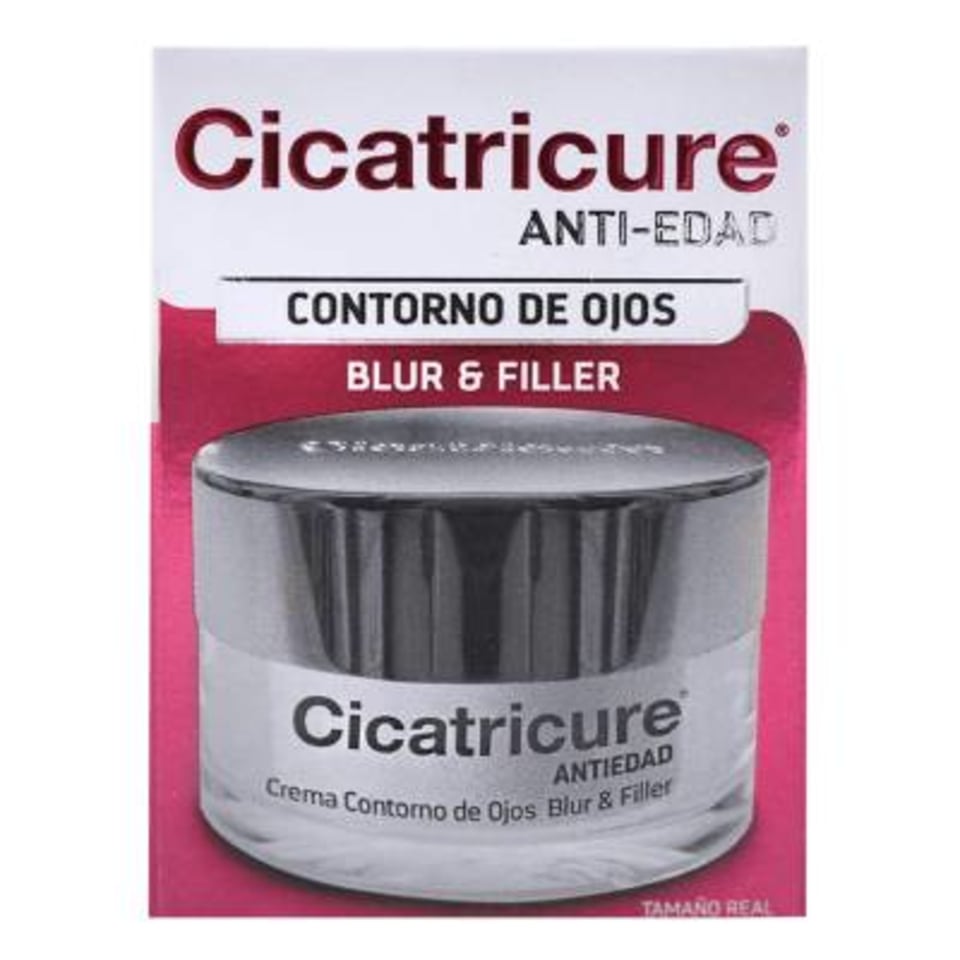 Cicatricure®
ANTI-EDAD
CONTORNO DE OJOS
BLUR & FILLER
Cicatricure®
ANTIEDAD
Crema Contorno de Ojos Blur & Filler
TAMAÑO REAL